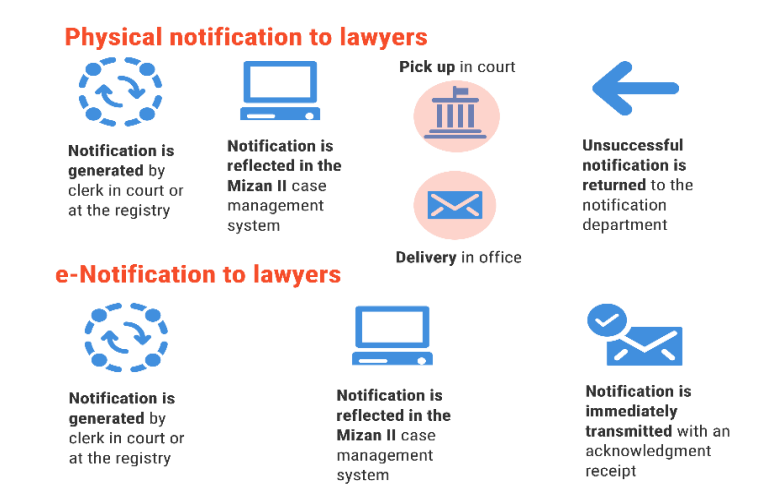 Physical notification to lawyers
Notification is
generated by
clerk in court or
at the registry
Notification is
reflected in the
Mizan II case
management
system
Pick up in court
Delivery in office
Unsuccessful
notification is
returned to the
notification
department
e-Notification to lawyers
Notification is
generated by
clerk in court or
at the registry
Notification is
reflected in the
Mizan II case
management
system
Notification is
immediately
transmitted with an
acknowledgment
receipt